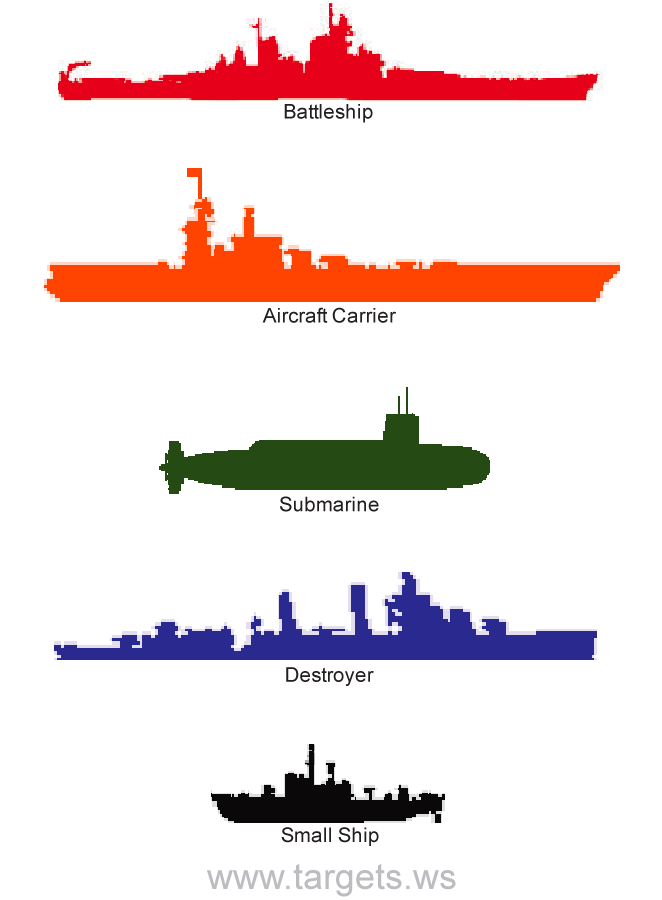 Battleship
Aircraft Carrier
Submarine
Destroyer
Small Ship
www.targets.ws